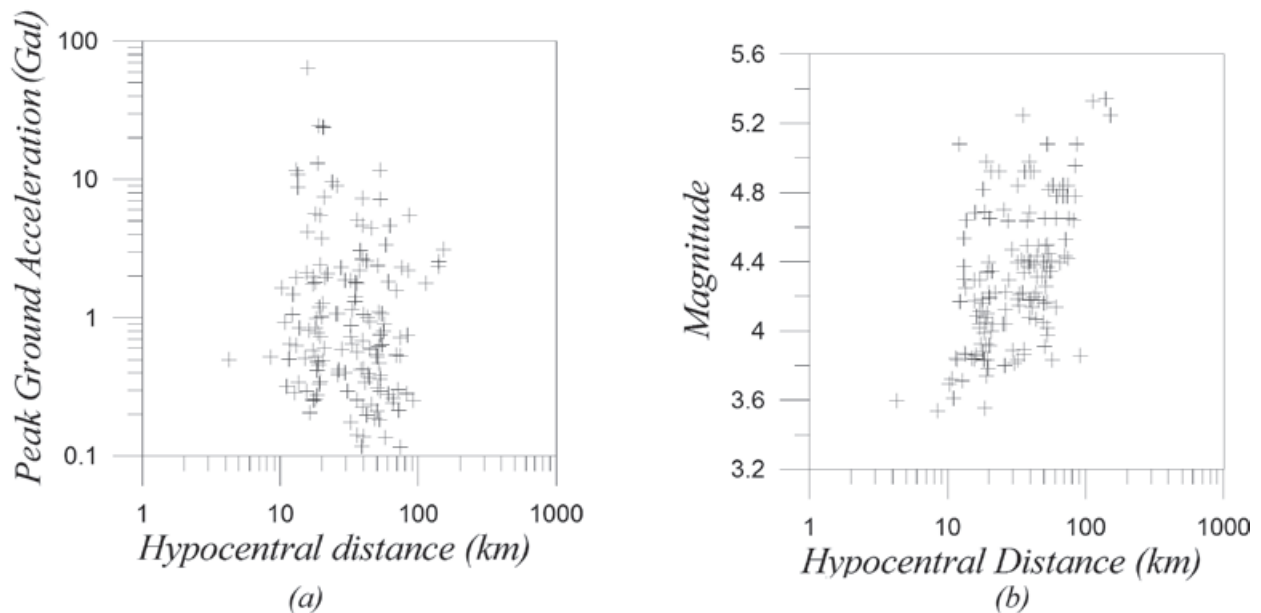 Peak Ground Acceleration (Gal)
100
10
1
0.1
1 10 100 1000
Hypocentral distance (km)
(a)
Magnitude
5.6
5.2
4.8
4.4
4
3.6
3.2
1 10 100 1000
Hypocentral Distance (km)
(b)